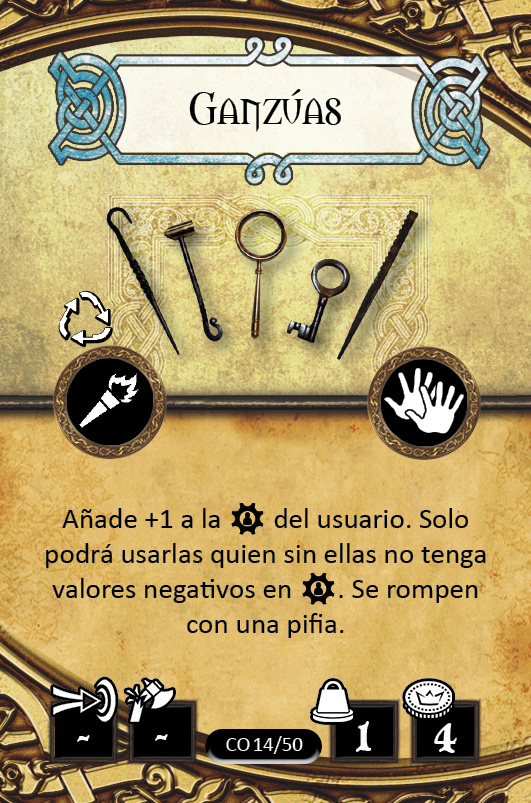 Ganzúas
Añade +1 a la del usuario. Solo
podrá usarlas quien sin ellas no tenga
valores negativos en . Se rompen
con una pifia.
~ ~ CO 14/50 1 4